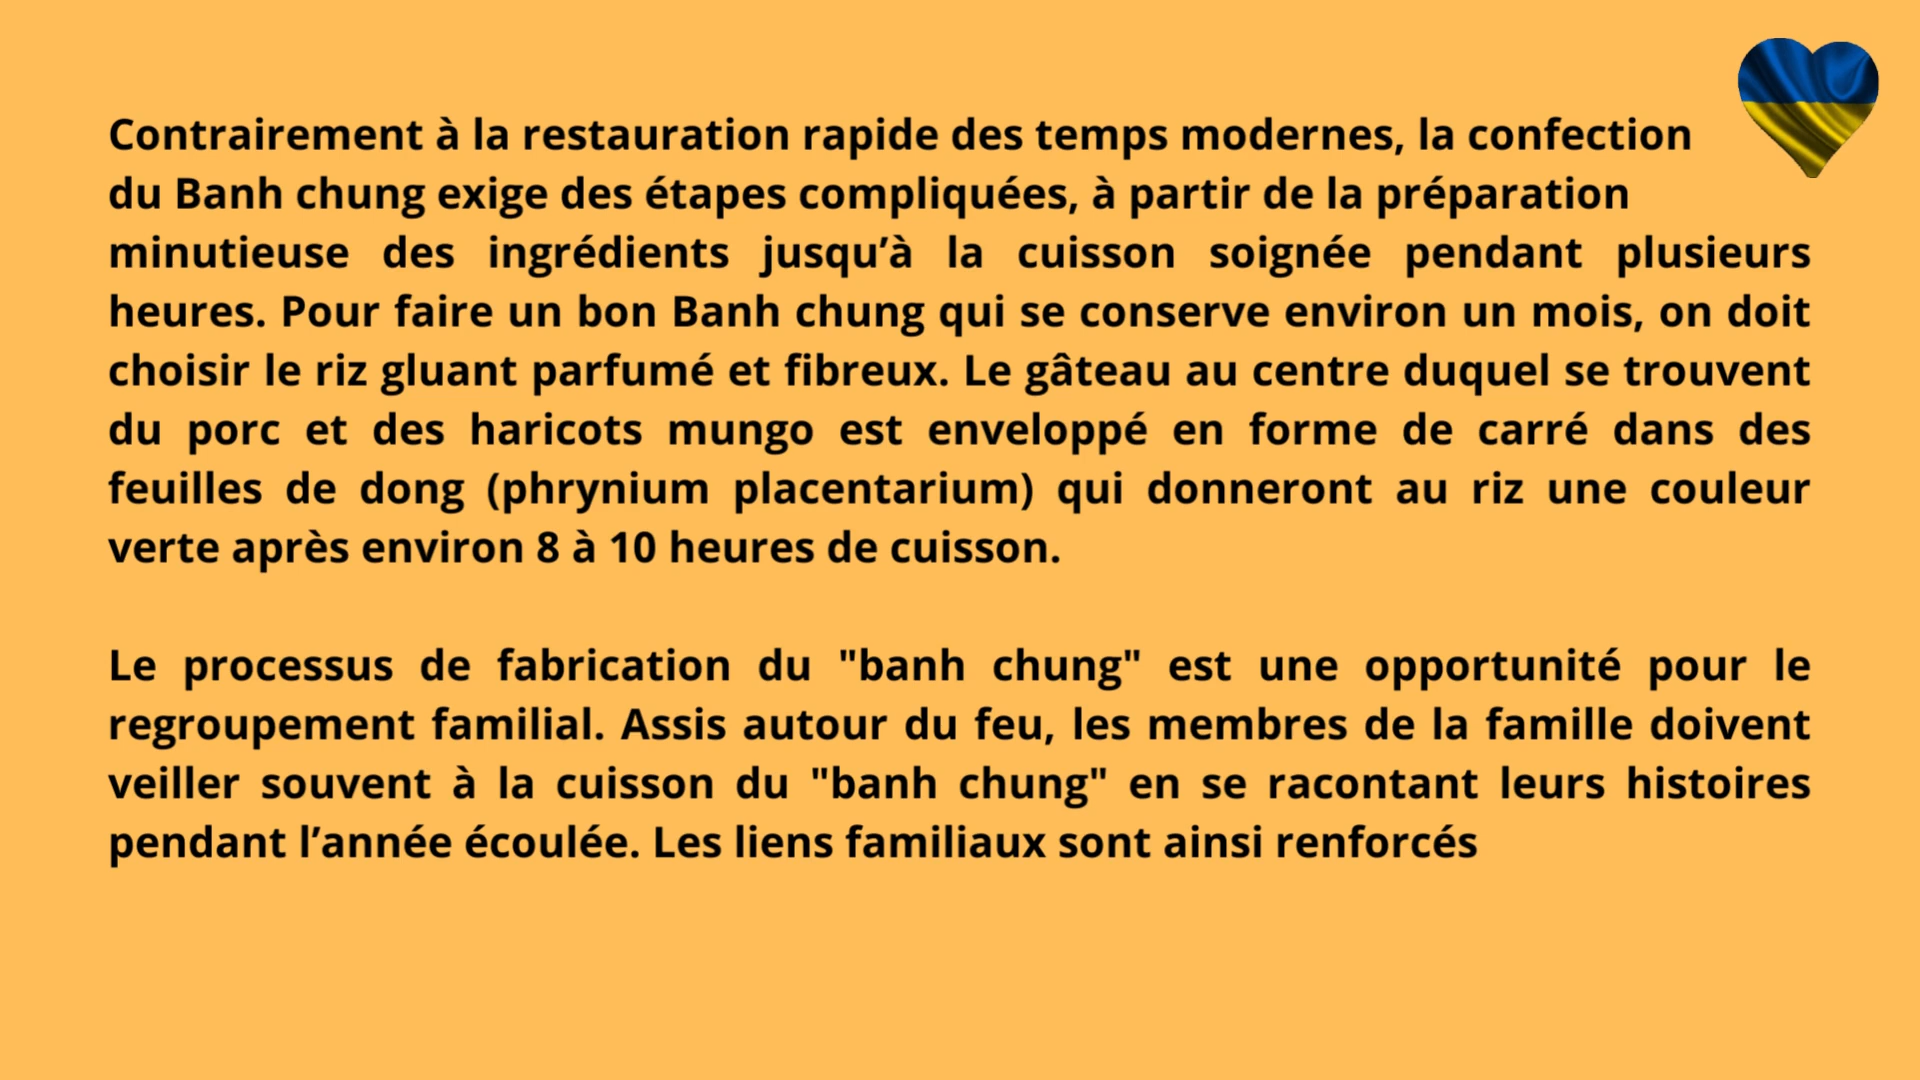 Contrairement à la restauration rapide des temps modernes, la confection
du Banh chung exige des étapes compliquées, à partir de la préparation
minutieuse des ingrédients jusqu’à la cuisson soignée pendant plusieurs
heures. Pour faire un bon Banh chung qui se conserve environ un mois, on doit
choisir le riz gluant parfumé et fibreux. Le gâteau au centre duquel se trouvent
du porc et des haricots mungo est enveloppé en forme de carré dans des
feuilles de dong (phrynium placentarium) qui donneront au riz une couleur
verte après environ 8 à 10 heures de cuisson.
Le processus de fabrication du "banh chung" est une opportunité pour le
regroupement familial. Assis autour du feu, les membres de la famille doivent
veiller souvent à la cuisson du "banh chung" en se racontant leurs histoires
pendant l’année écoulée. Les liens familiaux sont ainsi renforcés